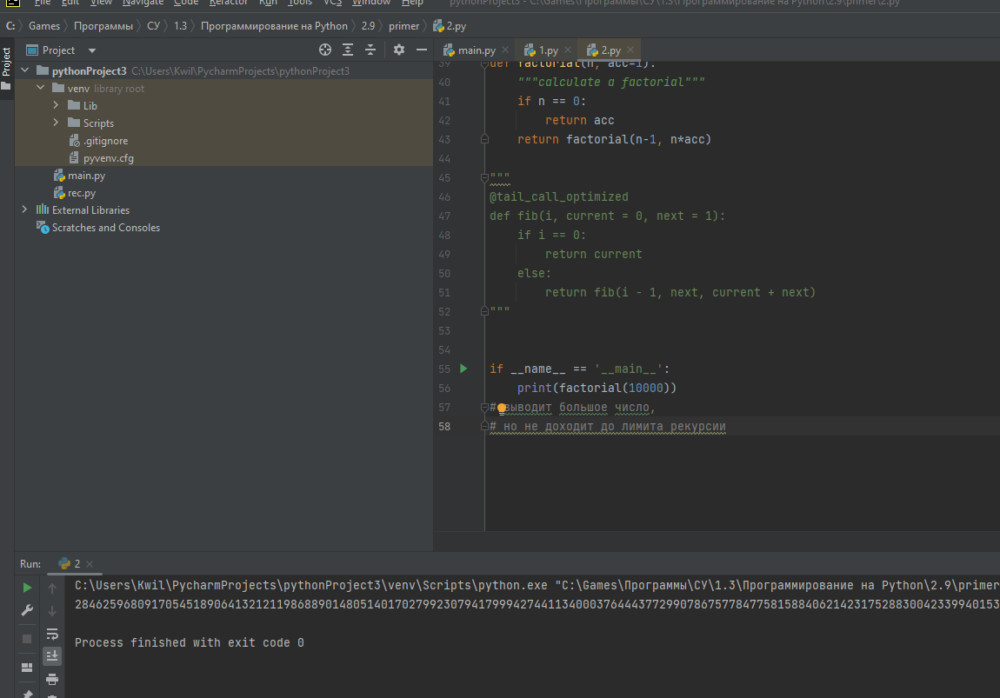 File Edit View Navigate Code Refactor Run Tools VCS Window Help pythonProject3 - C:\Games\Программы\СУ\1.3\Программирование на Python\2.9\primer\2.py
C: Games Программы СУ 1.3 Программирование на Python 2.9 primer 2.py
Project
Project
main.py 1.py 2.py
pythonProject3 C:\Users\Kwil\PycharmProjects\pythonProject3
venv library root
Lib
Scripts
.gitignore
pyvenv.cfg
main.py
rec.py
External Libraries
Scratches and Consoles
39 def factorial(n, acc=1):
40 """calculate a factorial"""
41 if n == 0:
42 return acc
43 return factorial(n-1, n*acc)
44
45 """
46 @tail_call_optimized
47 def fib(i, current = 0, next = 1):
48 if i == 0:
49 return current
50 else:
51 return fib(i - 1, next, current + next)
52 """
53
54
55 if __name__ == '__main__':
56 print(factorial(10000))
57 # выводит большое число,
58 # но не доходит до лимита рекурсии
Run: 2
C:\Users\Kwil\PycharmProjects\pythonProject3\venv\Scripts\python.exe "C:\Games\Программы\СУ\1.3\Программирование на Python\2.9\primer
Process finished with exit code 0